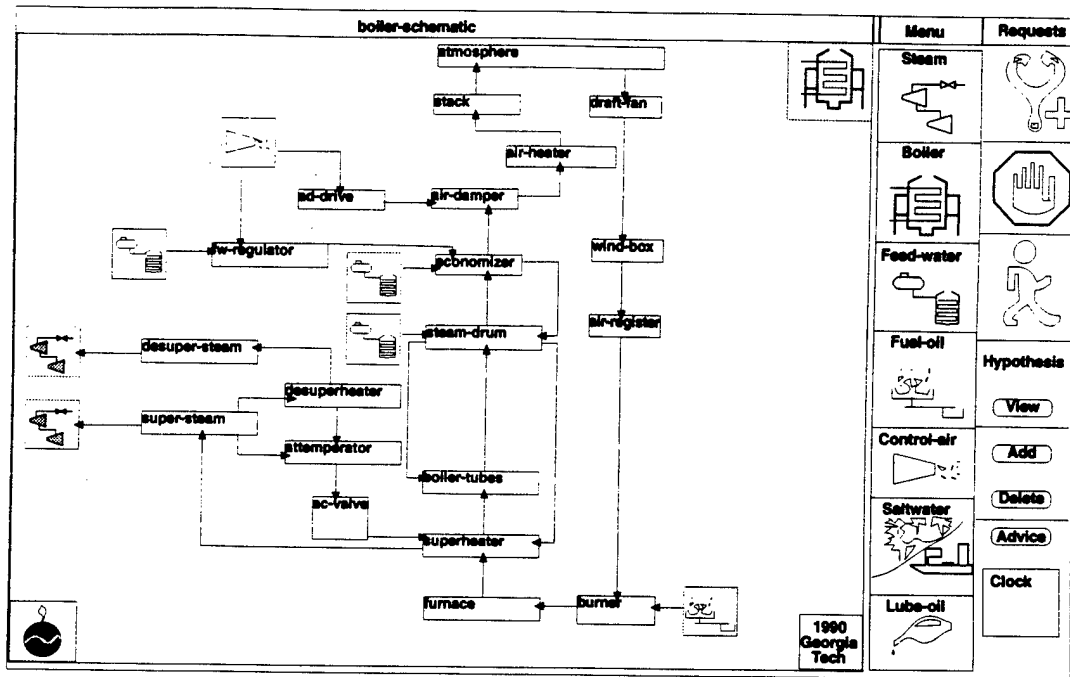 boiler-schematic
Menu
Requests
atmosphere
Steam
stack
draft-fan
air-heater
Boiler
ad-drive
air-damper
fw-regulator
economizer
wind-box
Feed-water
steam-drum
air-register
desuper-steam
Fuel-oil
Hypothesis
desuperheater
super-steam
View
attemperator
Control-air
Add
boiler-tubes
ac-valve
Delete
Saltwater
superheater
Advice
Clock
furnace
burner
Lube-oil
1990
Georgia
Tech